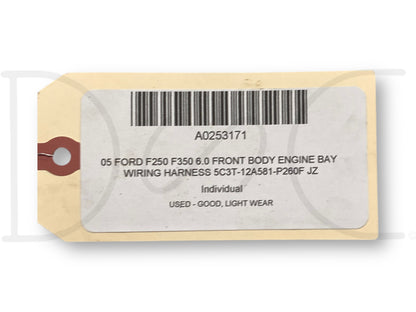 A0253171
05 FORD F250 F350 6.0 FRONT BODY ENGINE BAY
WIRING HARNESS 5C3T-12A581-P260F JZ
Individual
USED - GOOD, LIGHT WEAR